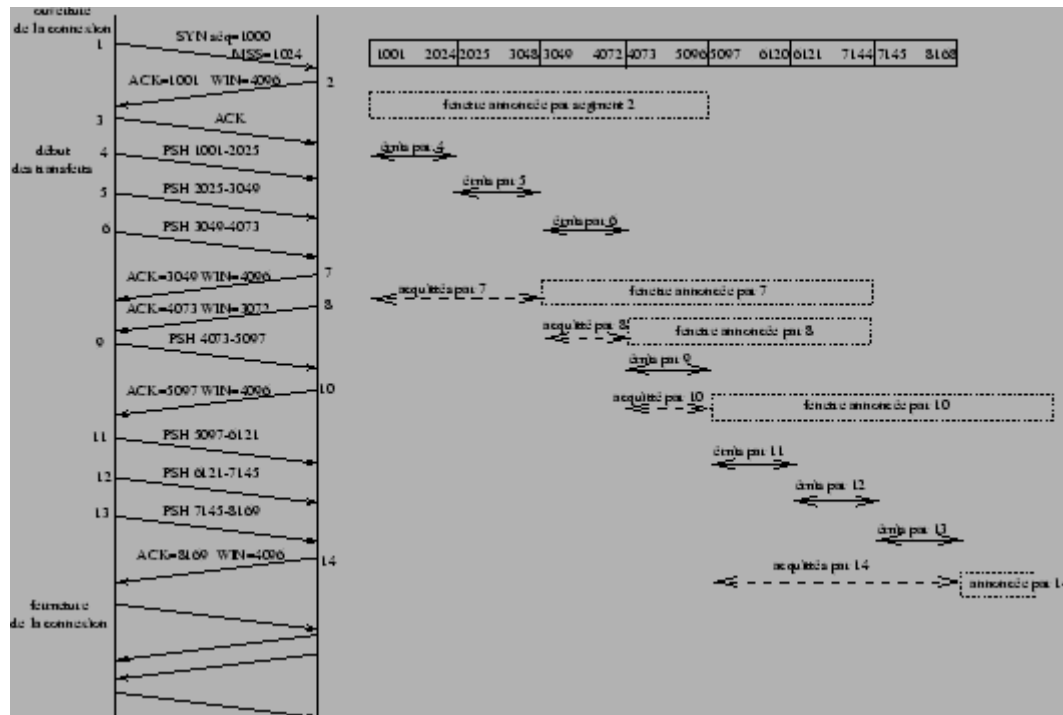 ouverture
de la connexion
1
SYN séq=1000
MSS=1024
1001 2024 2025 3048 3049 4072 4073 5096 5097 6120 6121 7144 7145 8168
ACK=1001 WIN=4096
2
fenêtre annoncée par segment 2
3
ACK
début
des transferts
4
PSH 1001-2025
émis par 4
5
PSH 2025-3049
émis par 5
6
PSH 3049-4073
émis par 6
ACK=3049 WIN=4096
7
acquittés par 7
fenêtre annoncée par 7
ACK=4073 WIN=3072
8
acquitté par 8
fenêtre annoncée par 8
9
PSH 4073-5097
émis par 9
ACK=5097 WIN=4096
10
acquitté par 10
fenêtre annoncée par 10
11
PSH 5097-6121
émis par 11
12
PSH 6121-7145
émis par 12
13
PSH 7145-8169
émis par 13
ACK=8169 WIN=4096
14
acquittés par 14
annoncée par 14
fermeture
de la connexion